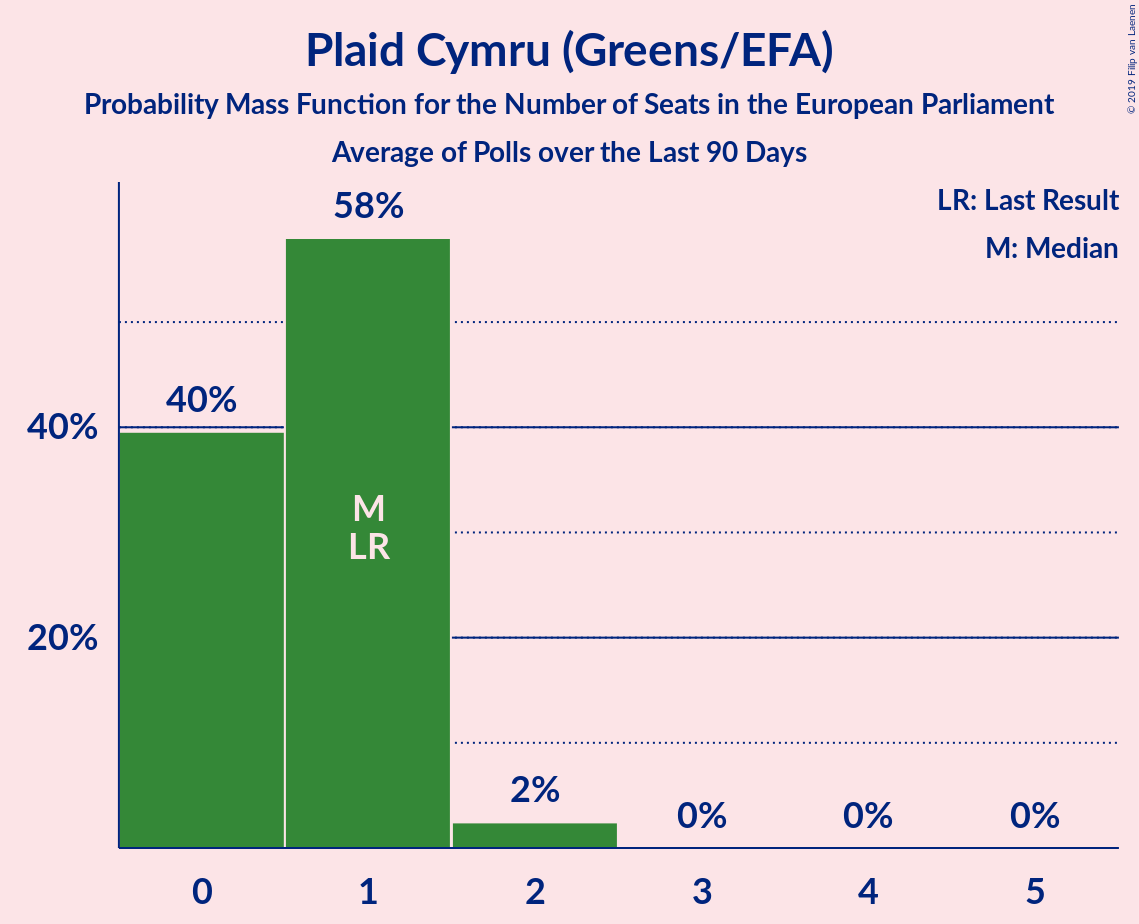 Plaid Cymru (Greens/EFA)
Probability Mass Function for the Number of Seats in the European Parliament
Average of Polls over the Last 90 Days
© 2019 Filip van Laenen
LR: Last Result
M: Median
58%
40%
40%
M
LR
20%
2%
0%
0%
0%
0
1
2
3
4
5